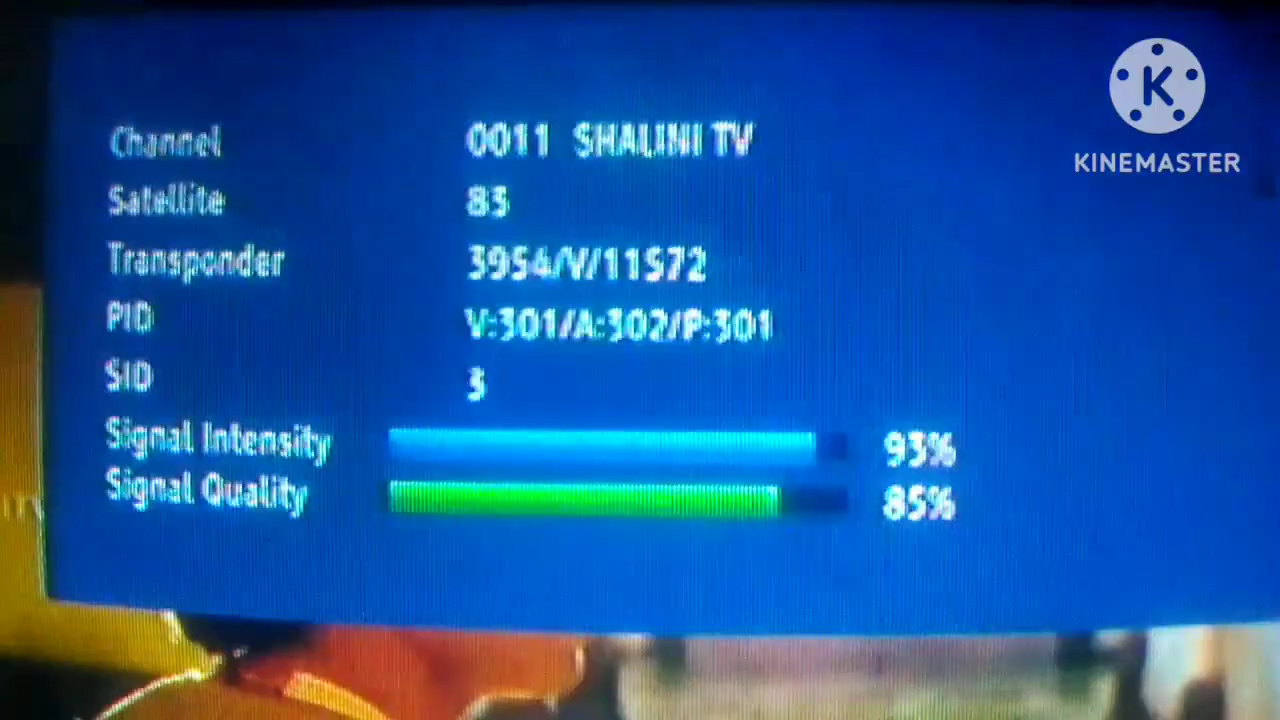 Channel 0011 SHALINI TV
Satellite 83
Transponder 3954/V/11572
PID V:301/A:302/P:301
SID 3
Signal Intensity 93%
Signal Quality 85%
K
KINEMASTER